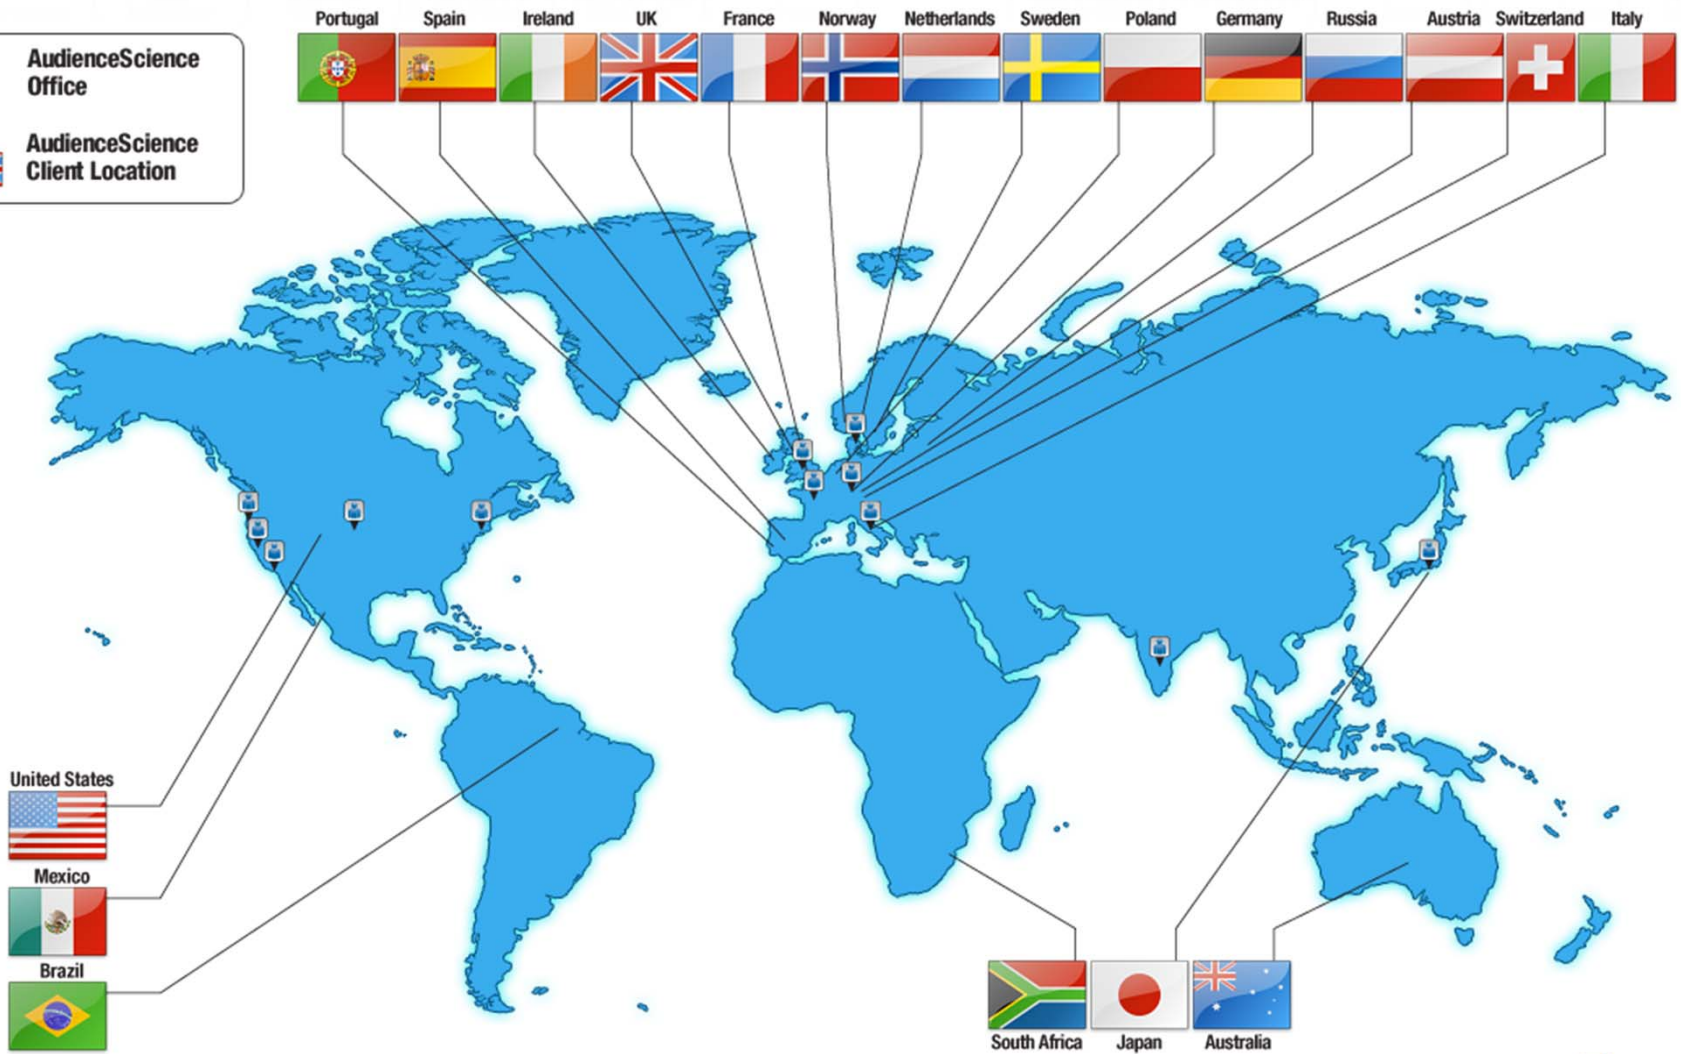 Portugal Spain Ireland UK France Norway Netherlands Sweden Poland Germany Russia Austria Switzerland Italy
AudienceScience
Office
AudienceScience
Client Location
United States
Mexico
Brazil
South Africa Japan Australia